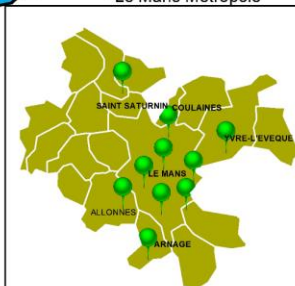 Le Mans Métropole
SAINT SATURNIN
COULAINES
YVRE-L'EVEQUE
LE MANS
ALLONNES
ARNAGE